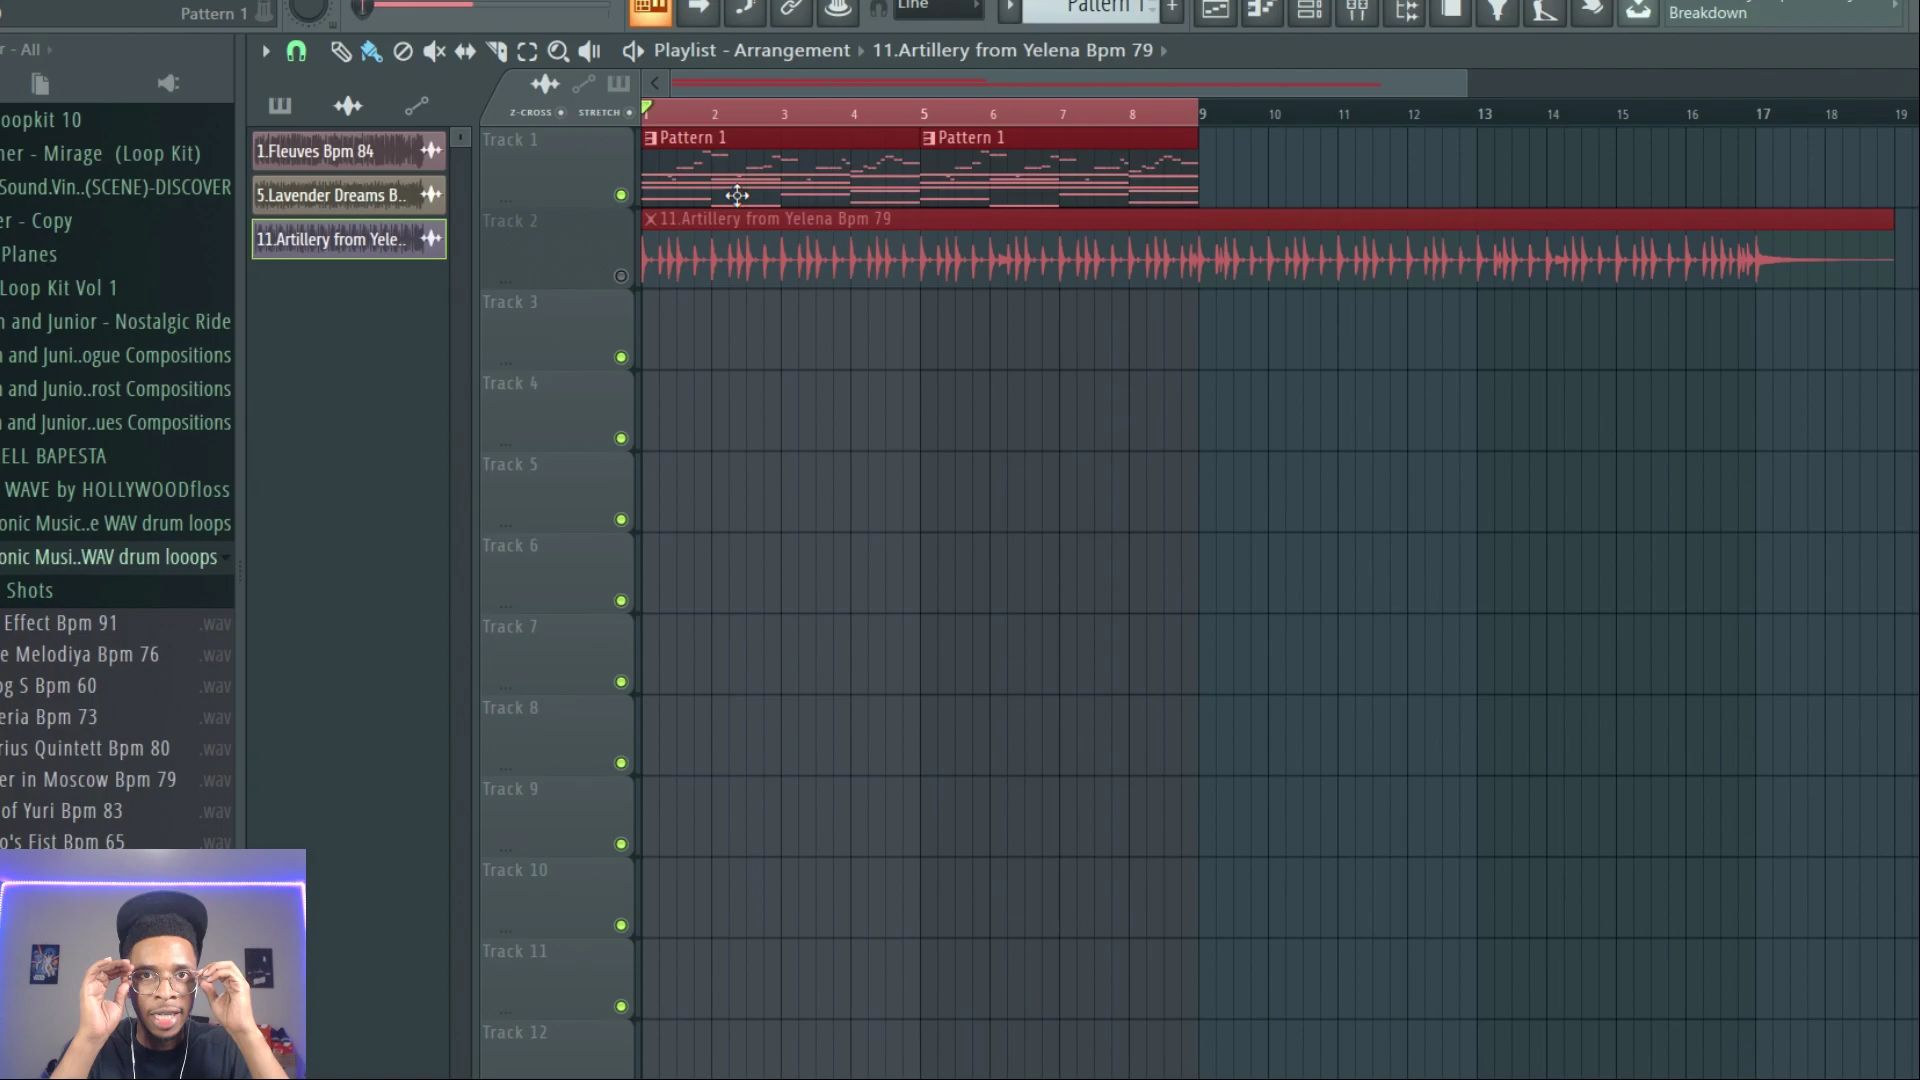 Pattern 1
Line
Pattern 1
Breakdown
r - All
Playlist - Arrangement
11.Artillery from Yelena Bpm 79
Z-CROSS
STRETCH
1 2 3 4 5 6 7 8 9 10 11 12 13 14 15 16 17 18 19
oopkit 10
ner - Mirage (Loop Kit)
Sound.Vin..(SCENE)-DISCOVER
er - Copy
Planes
Loop Kit Vol 1
n and Junior - Nostalgic Ride
n and Juni..ogue Compositions
n and Junio..rost Compositions
n and Junior..ues Compositions
ELL BAPESTA
WAVE by HOLLYWOODfloss
onic Music..e WAV drum loops
onic Musi..WAV drum looops
Shots
Effect Bpm 91 .wav
e Melodiya Bpm 76 .wav
og S Bpm 60 .wav
eria Bpm 73 .wav
rius Quintett Bpm 80 .wav
er in Moscow Bpm 79 .wav
of Yuri Bpm 83 .wav
o's Fist Bpm 65 .wav
1.Fleuves Bpm 84
5.Lavender Dreams B..
11.Artillery from Yele..
Track 1
Pattern 1
Pattern 1
Track 2
11.Artillery from Yelena Bpm 79
Track 3
Track 4
Track 5
Track 6
Track 7
Track 8
Track 9
Track 10
Track 11
Track 12